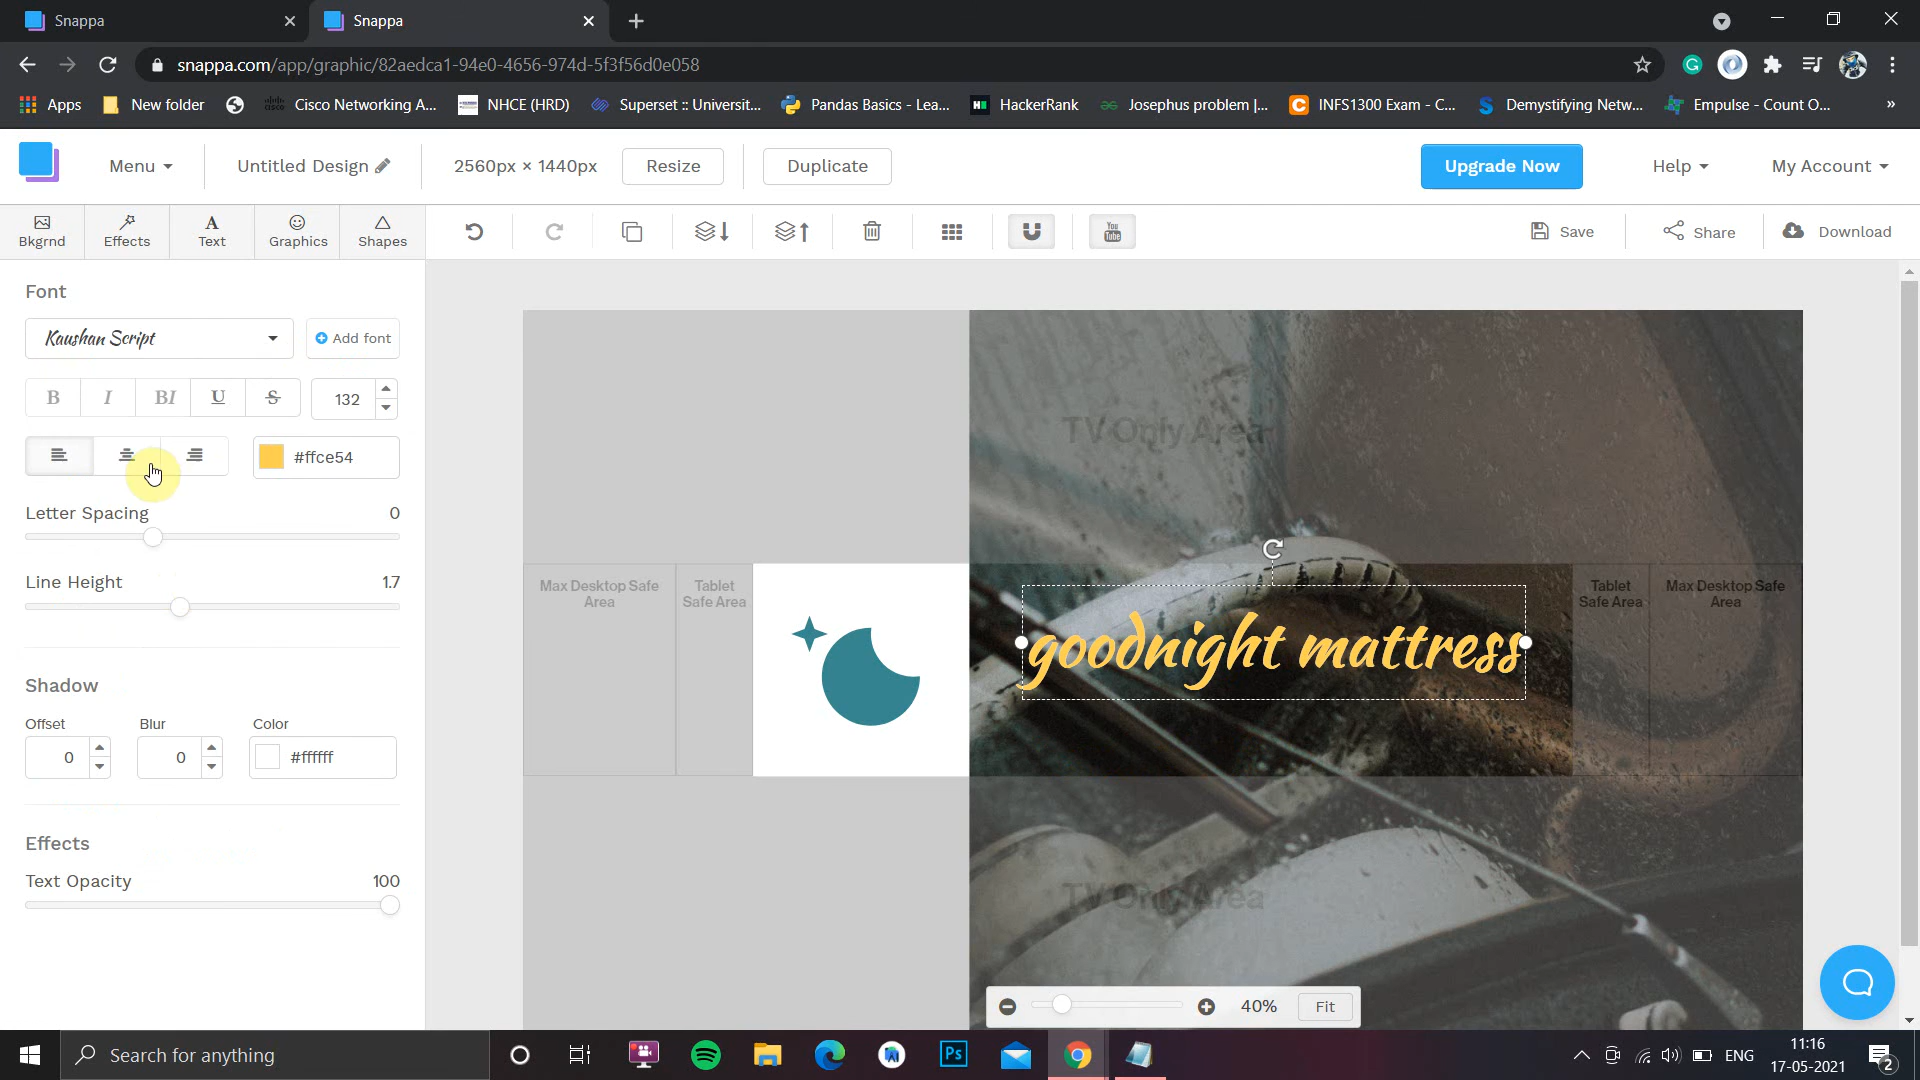 Snappa
Snappa
snappa.com/app/graphic/82aedca1-94e0-4656-974d-5f3f56d0e058
Apps
New folder
Cisco Networking A...
NHCE (HRD)
Superset :: Universit...
Pandas Basics - Lea...
HackerRank
Josephus problem |...
INFS1300 Exam - C...
Demystifying Netw...
Empulse - Count O...
»
Menu
Untitled Design
2560px × 1440px
Resize
Duplicate
Upgrade Now
Help
My Account
Bkgrnd
Effects
Text
Graphics
Shapes
You
Tube
Save
Share
Download
Font
Kaushan Script
Add font
B
I
BI
U
S
132
#ffce54
Letter Spacing
0
Line Height
1.7
Shadow
Offset
Blur
Color
0
0
#ffffff
Effects
Text Opacity
100
TV Only Area
Max Desktop Safe
Area
Tablet
Safe Area
goodnight mattress
Tablet
Safe Area
Max Desktop Safe
Area
TV Only Area
40%
Fit
Search for anything
Ps
ENG
11:16
17-05-2021
2